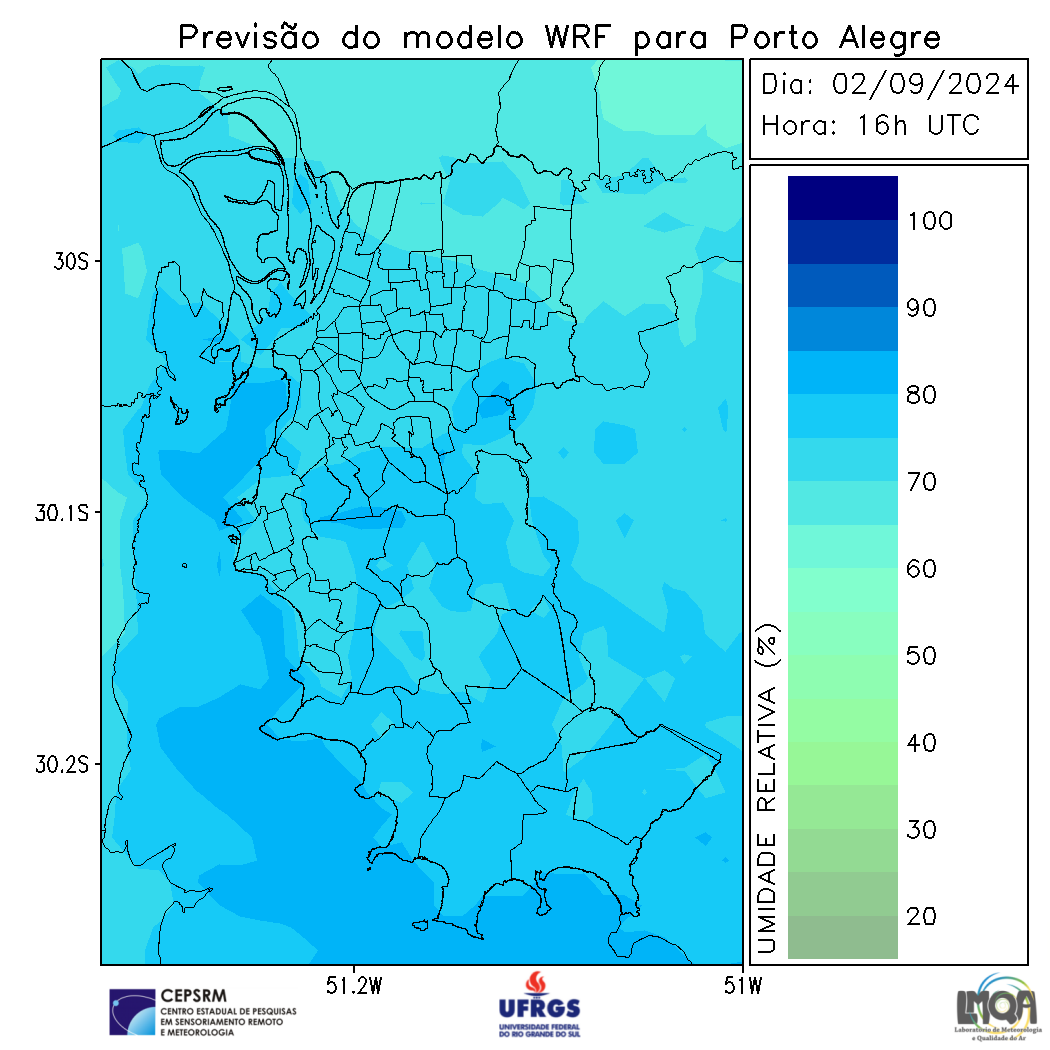 Previsão do modelo WRF para Porto Alegre
Dia: 02/09/2024
Hora: 16h UTC
30S
30.1S
30.2S
51.2W
51W
100
90
80
70
60
50
40
30
20
UMIDADE RELATIVA (%)
CEPSRM
CENTRO ESTADUAL DE PESQUISAS
EM SENSORIAMENTO REMOTO
E METEOROLOGIA
UFRGS
UNIVERSIDADE FEDERAL
DO RIO GRANDE DO SUL
LMQA
Laboratório de Meteorologia
e Qualidade do Ar